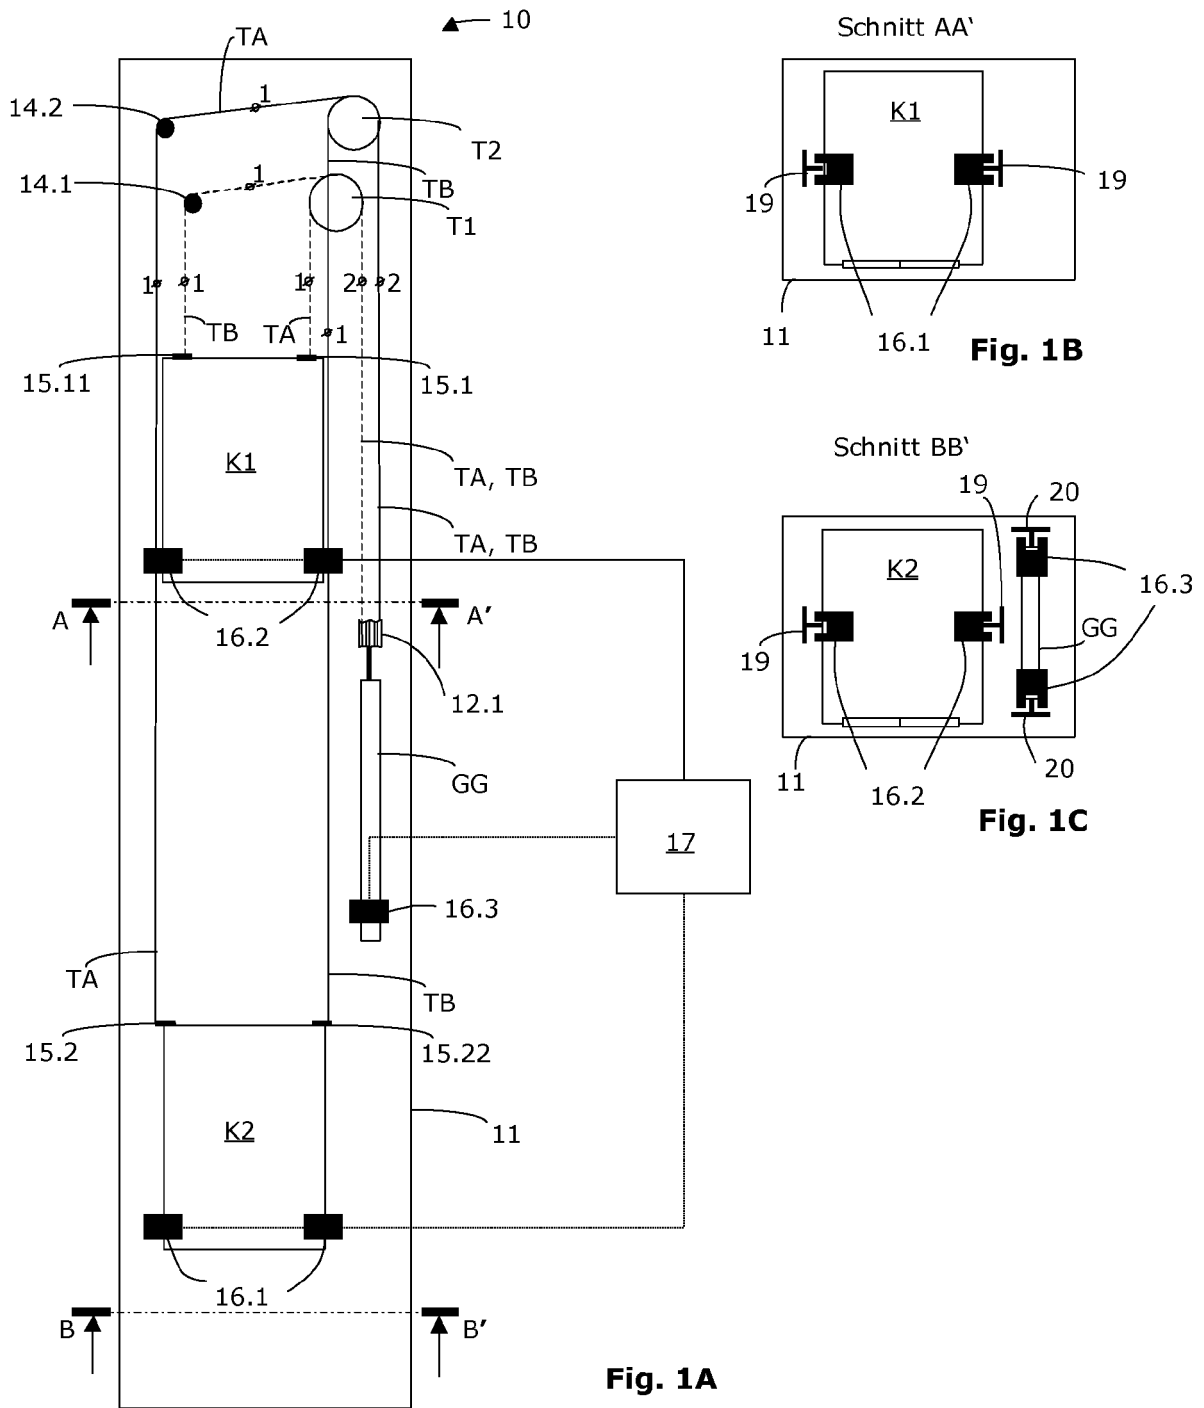 10
TA
1
14.2
T2
TB
1
14.1
T1
1
1
1
2
2
TB
TA
1
15.11
15.1
K1
TA, TB
TA, TB
A
A'
16.2
12.1
GG
17
16.3
TA
TB
15.2
15.22
K2
11
16.1
B
B'
Fig. 1A
Schnitt AA‘
K1
19
19
11
16.1
Fig. 1B
Schnitt BB‘
19
20
K2
16.3
GG
19
11
16.2
20
Fig. 1C